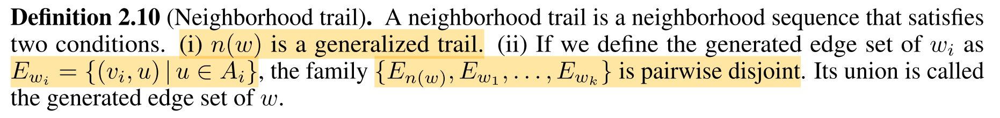 Definition 2.10 (Neighborhood trail). A neighborhood trail is a neighborhood sequence that satisfies
two conditions. (i) n(w) is a generalized trail. (ii) If we define the generated edge set of w_i as
E_{w_i} = {(v_i, u) | u ∈ A_i}, the family {E_{n(w)}, E_{w_1}, . . . , E_{w_k}} is pairwise disjoint. Its union is called
the generated edge set of w.